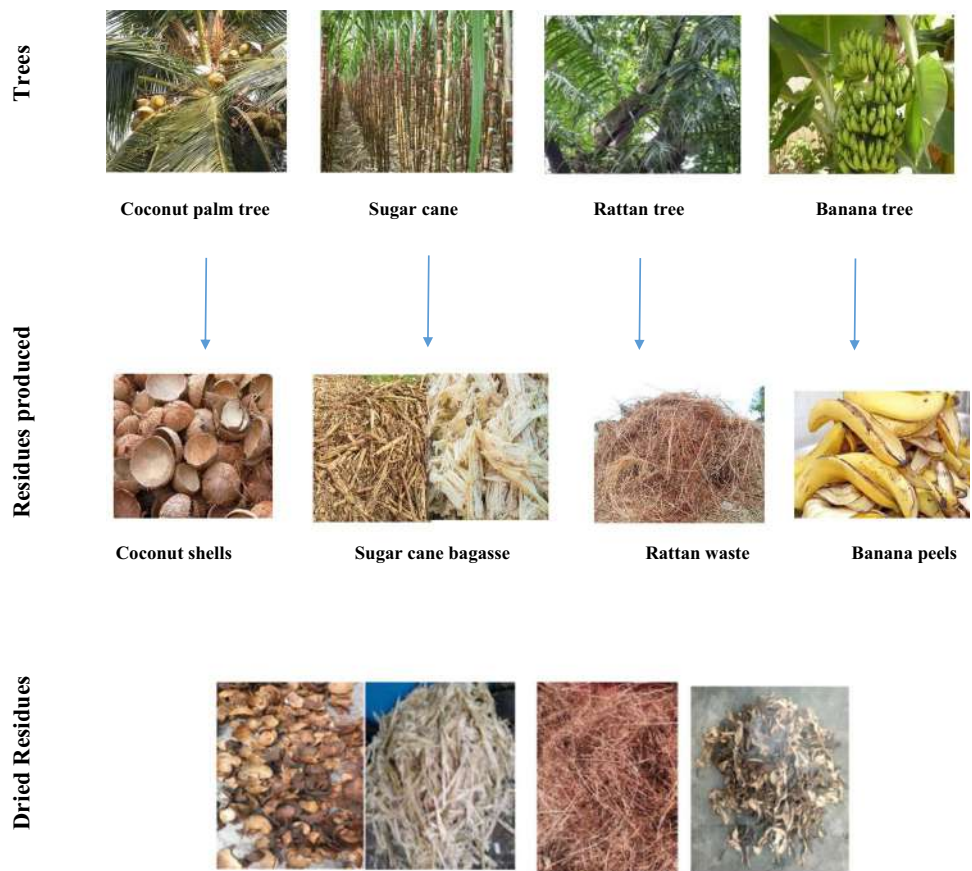 Trees
Coconut palm tree
Sugar cane
Rattan tree
Banana tree
Residues produced
Coconut shells
Sugar cane bagasse
Rattan waste
Banana peels
Dried Residues